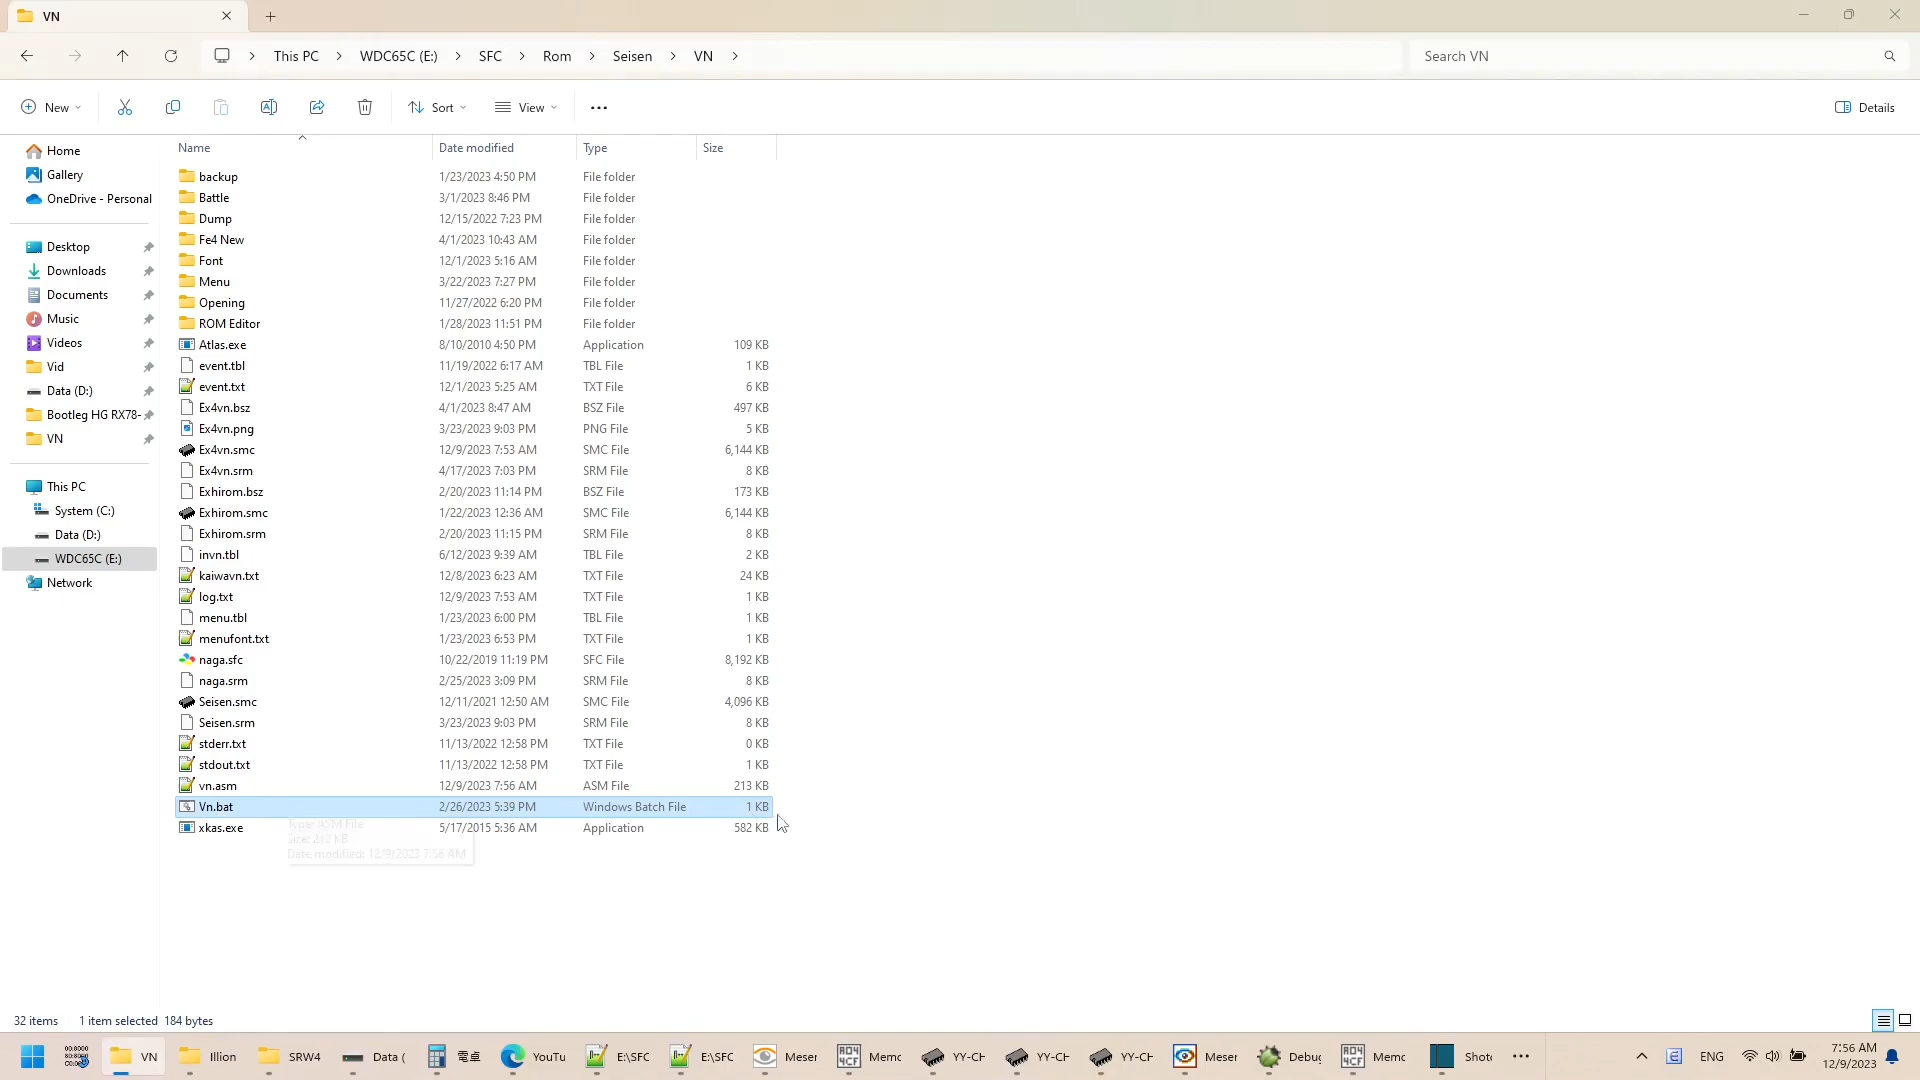 VN
This PC
WDC65C (E:)
SFC
Rom
Seisen
VN
Search VN
New
Sort
View
Details
Name Date modified Type Size
Home
Gallery
OneDrive - Personal
Desktop
Downloads
Documents
Music
Videos
Vid
Data (D:)
Bootleg HG RX78-
VN
This PC
System (C:)
Data (D:)
WDC65C (E:)
Network
backup 1/23/2023 4:50 PM File folder
Battle 3/1/2023 8:46 PM File folder
Dump 12/15/2022 7:23 PM File folder
Fe4 New 4/1/2023 10:43 AM File folder
Font 12/1/2023 5:16 AM File folder
Menu 3/22/2023 7:27 PM File folder
Opening 11/27/2022 6:20 PM File folder
ROM Editor 1/28/2023 11:51 PM File folder
Atlas.exe 8/10/2010 4:50 PM Application 109 KB
event.tbl 11/19/2022 6:17 AM TBL File 1 KB
event.txt 12/1/2023 5:25 AM TXT File 6 KB
Ex4vn.bsz 4/1/2023 8:47 AM BSZ File 497 KB
Ex4vn.png 3/23/2023 9:03 PM PNG File 5 KB
Ex4vn.smc 12/9/2023 7:53 AM SMC File 6,144 KB
Ex4vn.srm 4/17/2023 7:03 PM SRM File 8 KB
Exhirom.bsz 2/20/2023 11:14 PM BSZ File 173 KB
Exhirom.smc 1/22/2023 12:36 AM SMC File 6,144 KB
Exhirom.srm 2/20/2023 11:15 PM SRM File 8 KB
invn.tbl 6/12/2023 9:39 AM TBL File 2 KB
kaiwavn.txt 12/8/2023 6:23 AM TXT File 24 KB
log.txt 12/9/2023 7:53 AM TXT File 1 KB
menu.tbl 1/23/2023 6:00 PM TBL File 1 KB
menufont.txt 1/23/2023 6:53 PM TXT File 1 KB
naga.sfc 10/22/2019 11:19 PM SFC File 8,192 KB
naga.srm 2/25/2023 3:09 PM SRM File 8 KB
Seisen.smc 12/11/2021 12:50 AM SMC File 4,096 KB
Seisen.srm 3/23/2023 9:03 PM SRM File 8 KB
stderr.txt 11/13/2022 12:58 PM TXT File 0 KB
stdout.txt 11/13/2022 12:58 PM TXT File 1 KB
vn.asm 12/9/2023 7:56 AM ASM File 213 KB
Vn.bat 2/26/2023 5:39 PM Windows Batch File 1 KB
xkas.exe 5/17/2015 5:36 AM Application 582 KB
Type: ASM File
Size: 212 KB
Date modified: 12/9/2023 7:56 AM
32 items 1 item selected 184 bytes
VN
Illion
SRW4
Data (
電卓
YouTu
E:\SFC
E:\SFC
Meser
Memc
YY-CH
YY-CH
YY-CH
Meser
Debug
Memc
Shot
ENG
7:56 AM
12/9/2023